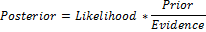 Posterior = Likelihood * Prior / Evidence